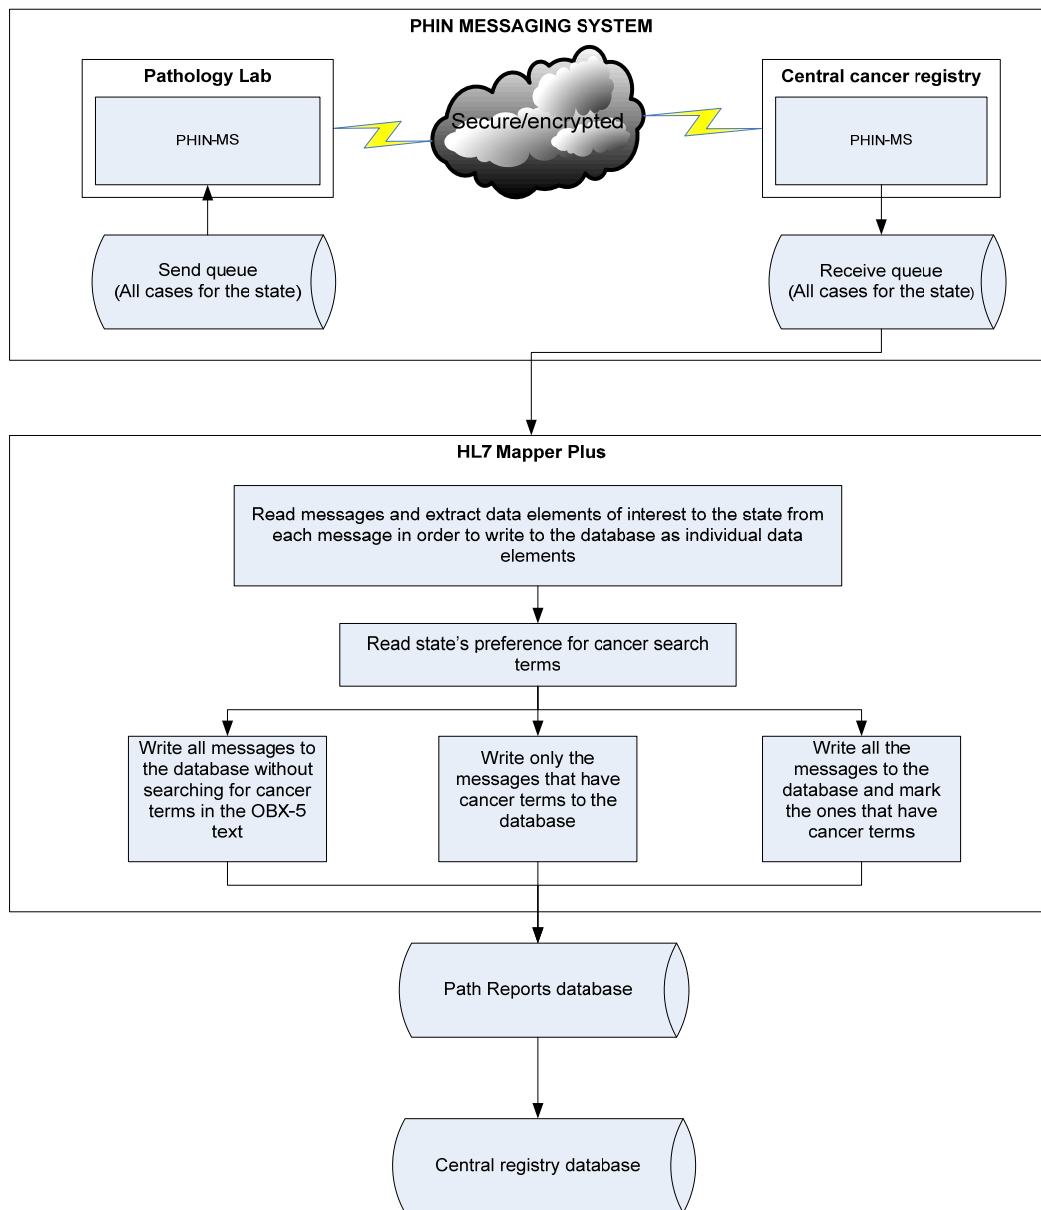 PHIN MESSAGING SYSTEM
Pathology Lab
PHIN-MS
Secure/encrypted
Central cancer registry
PHIN-MS
Send queue
(All cases for the state)
Receive queue
(All cases for the state)
HL7 Mapper Plus
Read messages and extract data elements of interest to the state from
each message in order to write to the database as individual data
elements
Read state's preference for cancer search
terms
Write all messages to
the database without
searching for cancer
terms in the OBX-5
text
Write only the
messages that have
cancer terms to the
database
Write all the
messages to the
database and mark
the ones that have
cancer terms
Path Reports database
Central registry database